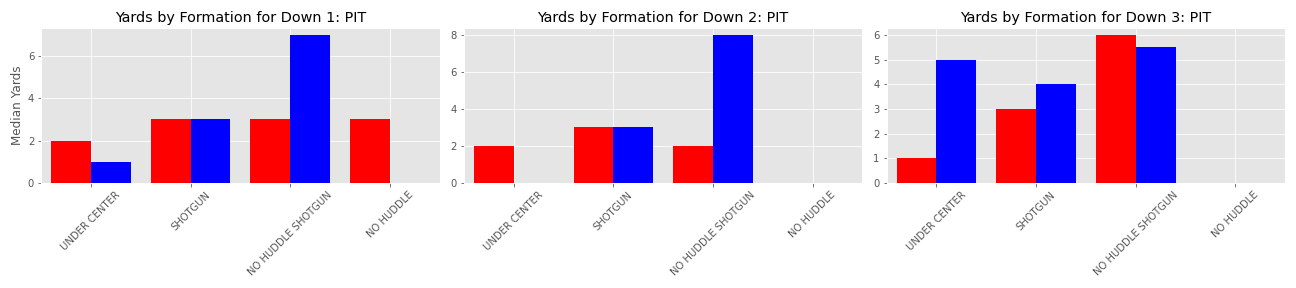 Yards by Formation for Down 1: PIT
Median Yards
6
4
2
0
UNDER CENTER
SHOTGUN
NO HUDDLE SHOTGUN
NO HUDDLE
Yards by Formation for Down 2: PIT
8
6
4
2
0
UNDER CENTER
SHOTGUN
NO HUDDLE SHOTGUN
NO HUDDLE
Yards by Formation for Down 3: PIT
6
5
4
3
2
1
0
UNDER CENTER
SHOTGUN
NO HUDDLE SHOTGUN
NO HUDDLE